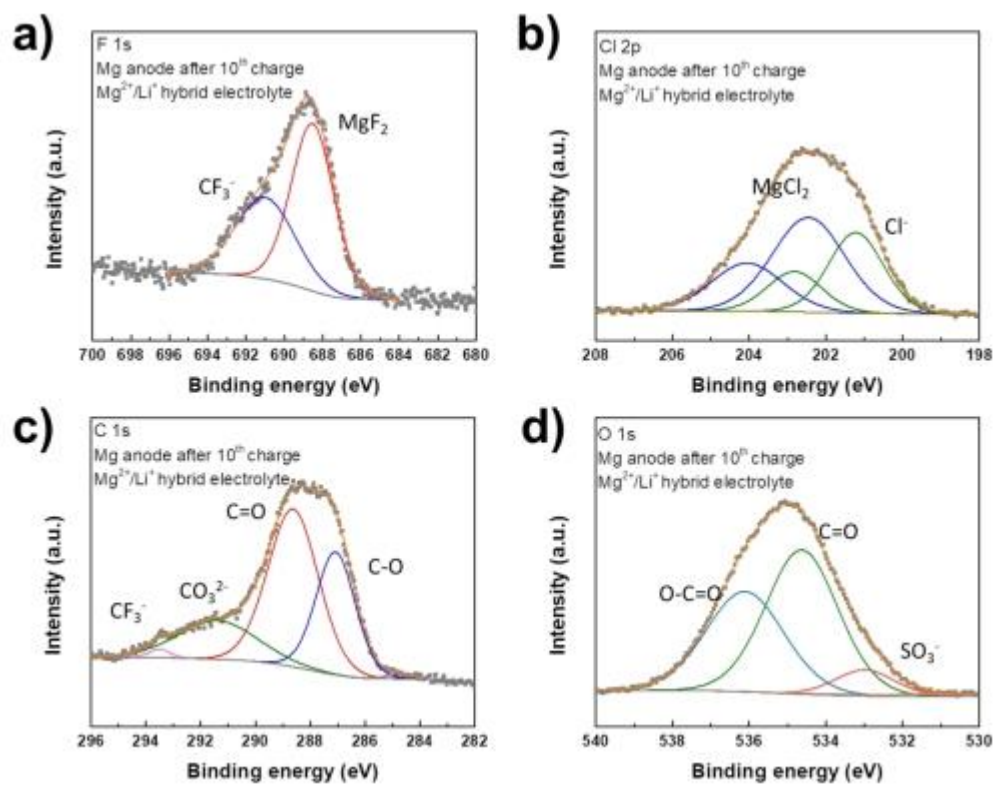 a)
F 1s
Mg anode after 10th charge
Mg2+/Li+ hybrid electrolyte
MgF2
CF3-
Intensity (a.u.)
700 698 696 694 692 690 688 686 684 682 680
Binding energy (eV)
b)
Cl 2p
Mg anode after 10th charge
Mg2+/Li+ hybrid electrolyte
MgCl2
Cl-
Intensity (a.u.)
208 206 204 202 200 198
Binding energy (eV)
c)
C 1s
Mg anode after 10th charge
Mg2+/Li+ hybrid electrolyte
C=O
C-O
CO32-
CF3-
Intensity (a.u.)
296 294 292 290 288 286 284 282
Binding energy (eV)
d)
O 1s
Mg anode after 10th charge
Mg2+/Li+ hybrid electrolyte
C=O
O-C=O
SO3-
Intensity (a.u.)
540 538 536 534 532 530
Binding energy (eV)